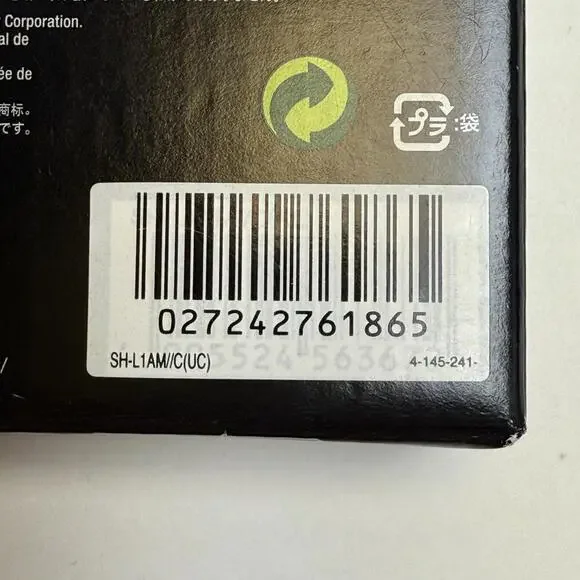 Corporation.
al de
ée de
商标。
です。
プラ:袋
027242761865
SH-L1AM//C(UC)
4-145-241-